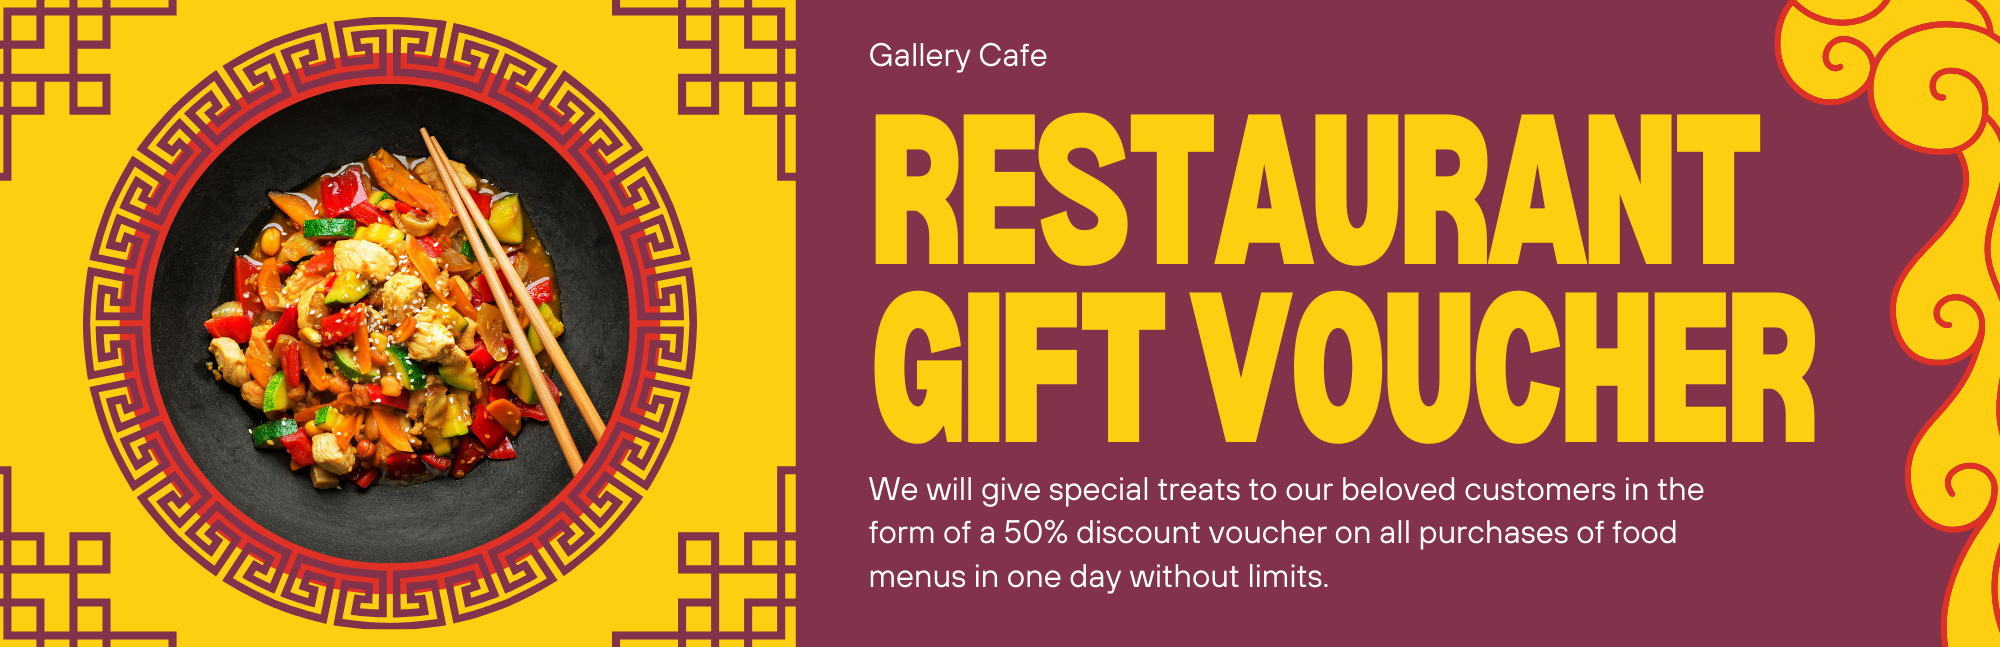 Gallery Cafe
RESTAURANT
GIFT VOUCHER
We will give special treats to our beloved customers in the
form of a 50% discount voucher on all purchases of food
menus in one day without limits.